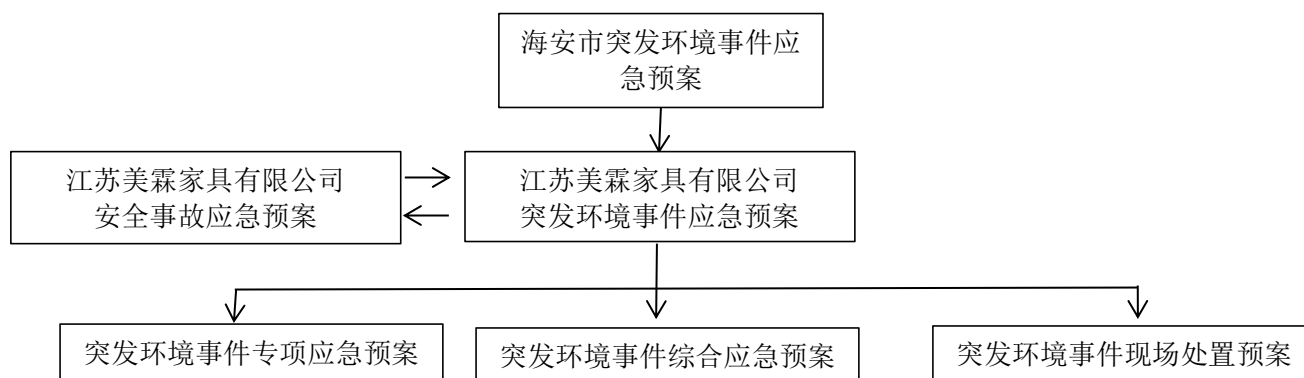 海安市突发环境事件应
急预案
江苏美霖家具有限公司
安全事故应急预案
江苏美霖家具有限公司
突发环境事件应急预案
突发环境事件专项应急预案
突发环境事件综合应急预案
突发环境事件现场处置预案